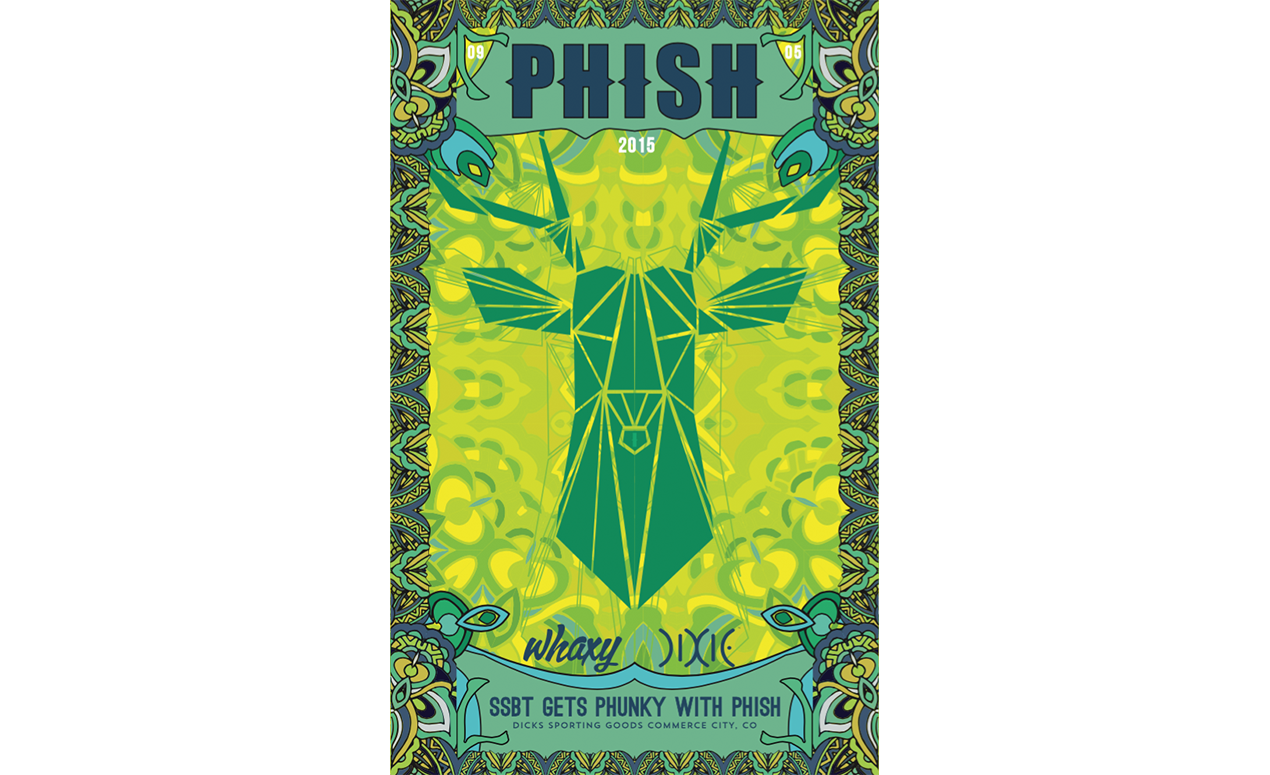 09 PHISH 05
2015
whaxy DIXIE
SSBT GETS PHUNKY WITH PHISH
DICKS SPORTING GOODS COMMERCE CITY, CO